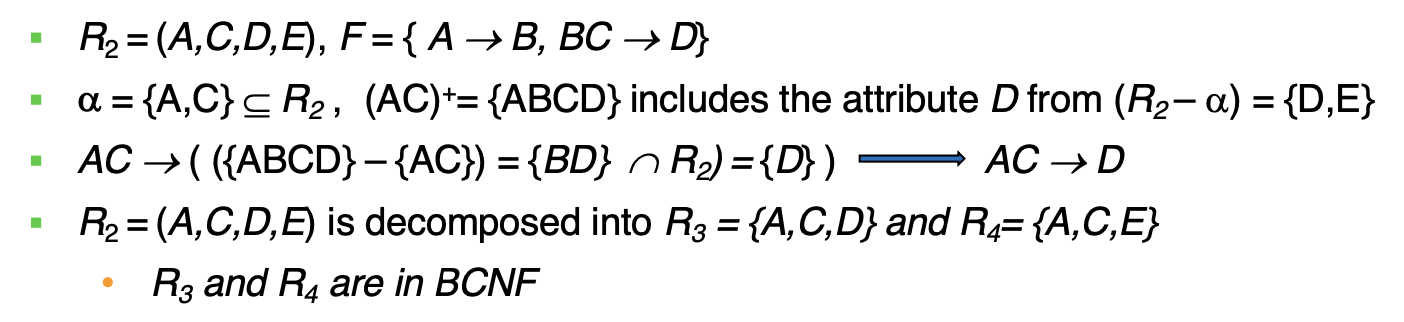 ▪ R₂ = (A,C,D,E), F = { A → B, BC → D}
▪ α = {A,C} ⊆ R₂ , (AC)⁺= {ABCD} includes the attribute D from (R₂– α) = {D,E}
▪ AC → ( ({ABCD} – {AC}) = {BD} ∩ R₂) = {D} ) ⟶ AC → D
▪ R₂ = (A,C,D,E) is decomposed into R₃ = {A,C,D} and R₄= {A,C,E}
• R₃ and R₄ are in BCNF